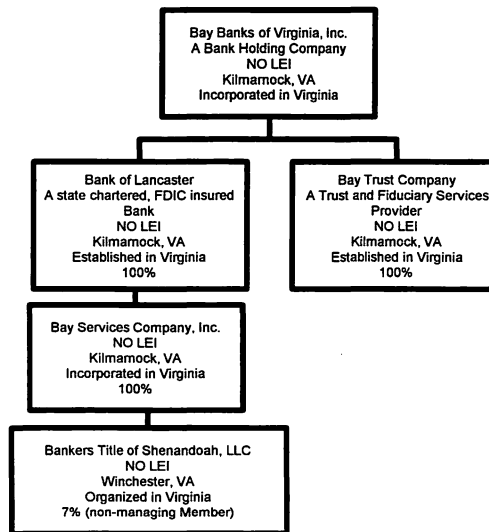 Bay Banks of Virginia, Inc.
A Bank Holding Company
NO LEI
Kilmarnock, VA
Incorporated in Virginia
Bank of Lancaster
A state chartered, FDIC insured
Bank
NO LEI
Kilmarnock, VA
Established in Virginia
100%
Bay Trust Company
A Trust and Fiduciary Services
Provider
NO LEI
Kilmarnock, VA
Established in Virginia
100%
Bay Services Company, Inc.
NO LEI
Kilmarnock, VA
Incorporated in Virginia
100%
Bankers Title of Shenandoah, LLC
NO LEI
Winchester, VA
Organized in Virginia
7% (non-managing Member)